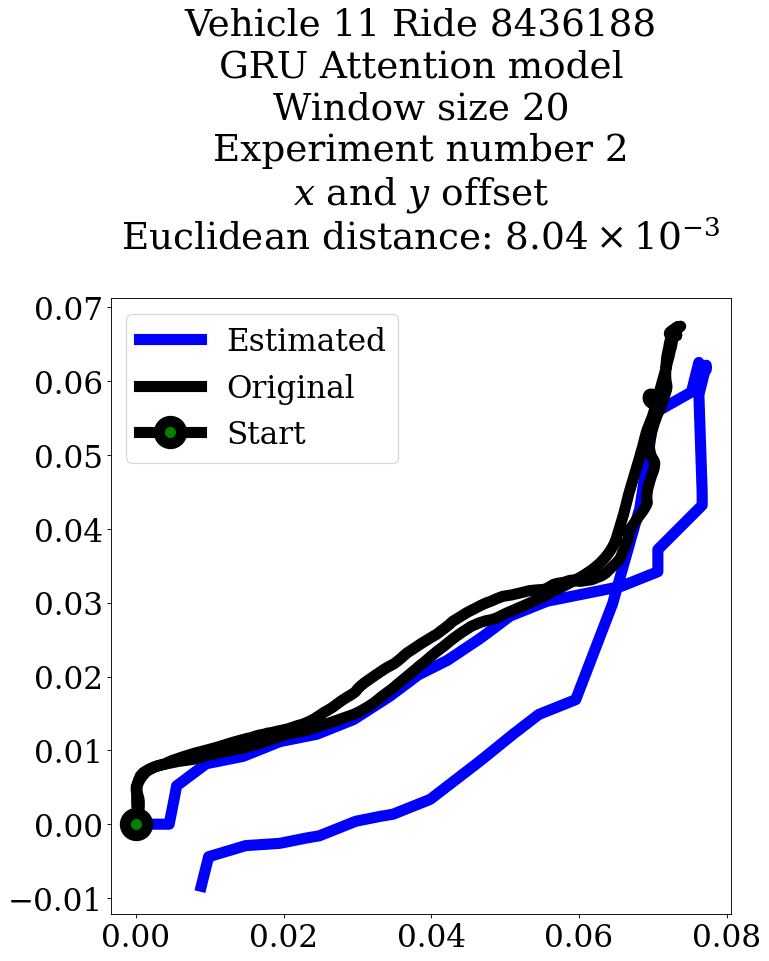 Vehicle 11 Ride 8436188
GRU Attention model
Window size 20
Experiment number 2
x and y offset
Euclidean distance: 8.04 × 10⁻³
0.07
0.06
0.05
0.04
0.03
0.02
0.01
0.00
−0.01
Estimated
Original
Start
0.00 0.02 0.04 0.06 0.08